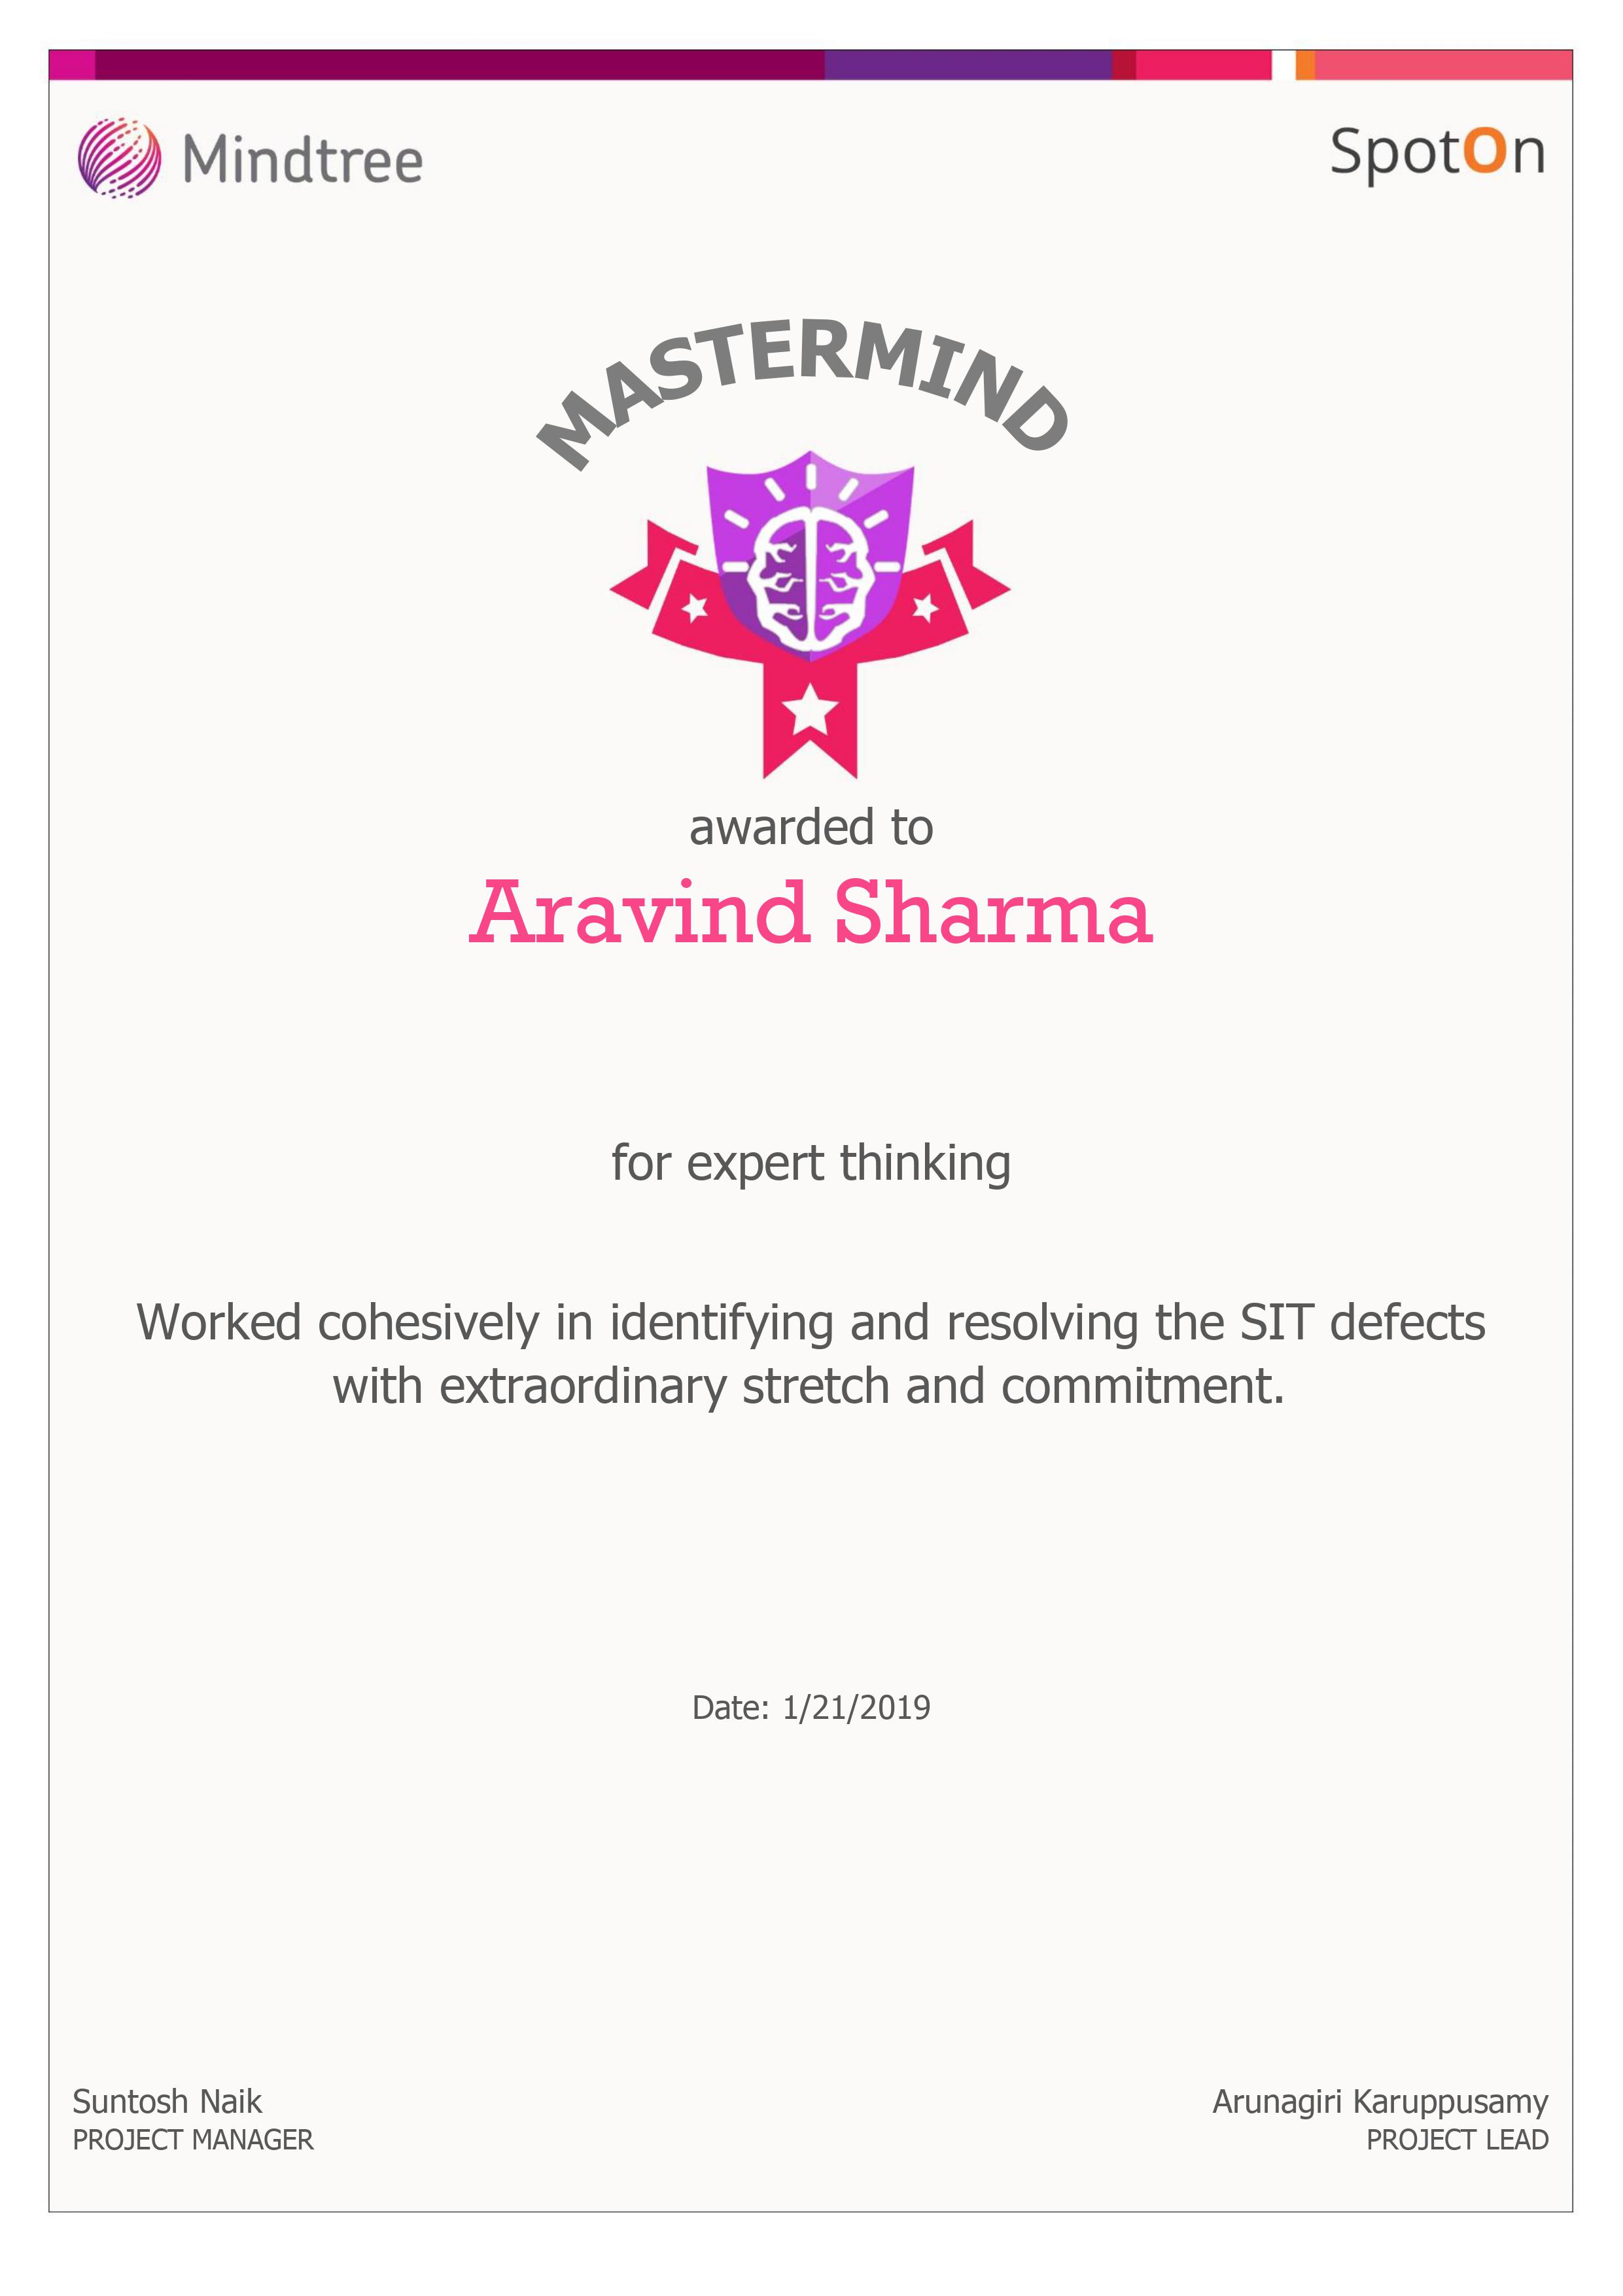 Mindtree
SpotOn
MASTERMIND
awarded to
Aravind Sharma
for expert thinking
Worked cohesively in identifying and resolving the SIT defects
with extraordinary stretch and commitment.
Date: 1/21/2019
Suntosh Naik
PROJECT MANAGER
Arunagiri Karuppusamy
PROJECT LEAD